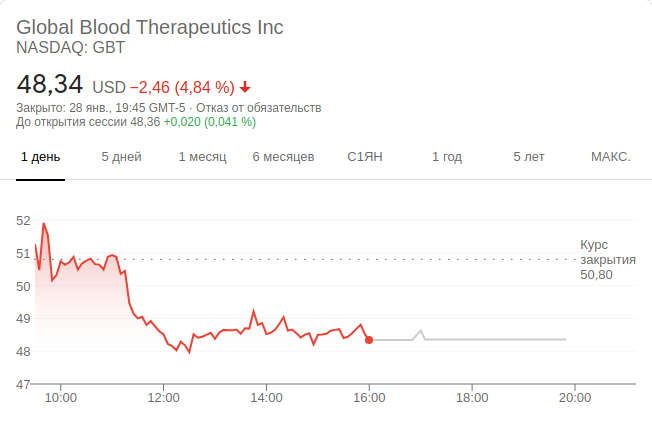 Global Blood Therapeutics Inc
NASDAQ: GBT
48,34 USD −2,46 (4,84 %)
Закрыто: 28 янв., 19:45 GMT-5 · Отказ от обязательств
До открытия сессии 48,36 +0,020 (0,041 %)
1 день 5 дней 1 месяц 6 месяцев С1ЯН 1 год 5 лет МАКС.
52
51
50
49
48
47
Курс
закрытия
50,80
10:00 12:00 14:00 16:00 18:00 20:00